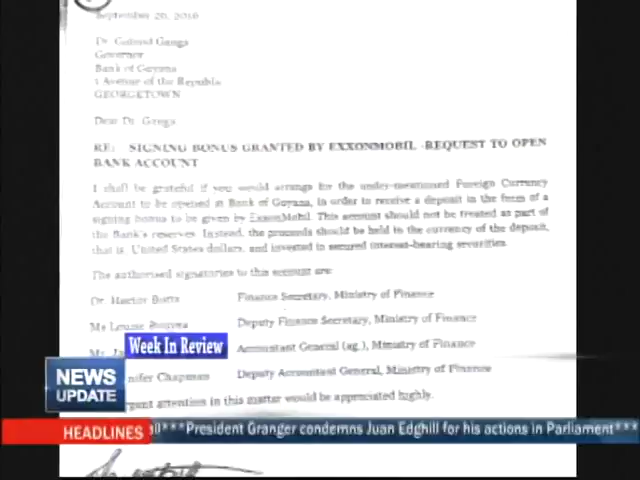 September 20, 2016
Dr. Gobind Ganga
Governor
Bank of Guyana
1 Avenue of the Republic
GEORGETOWN
Dear Dr. Ganga
RE: SIGNING BONUS GRANTED BY EXXONMOBIL -REQUEST TO OPEN
BANK ACCOUNT
I shall be grateful if you would arrange for the under-mentioned Foreign Currency
Account to be opened at Bank of Guyana, in order to receive a deposit in the form of a
signing bonus to be given by ExxonMobil. This account should not be treated as part of
the Bank's reserves. Instead, the proceeds should be held in the currency of the deposit,
that is, United States dollars, and invested in secured interest-bearing securities.
The authorised signatories to this account are:
Dr. Hector Butts Finance Secretary, Ministry of Finance
Ms Louise Bouyea Deputy Finance Secretary, Ministry of Finance
Week In Review
Accountant General (ag.), Ministry of Finance
nifer Chapman Deputy Accountant General, Ministry of Finance
NEWS
UPDATE
rgent attention in this matter would be appreciated highly.
HEADLINES
all***President Granger condemns Juan Edghill for his actions in Parliament***